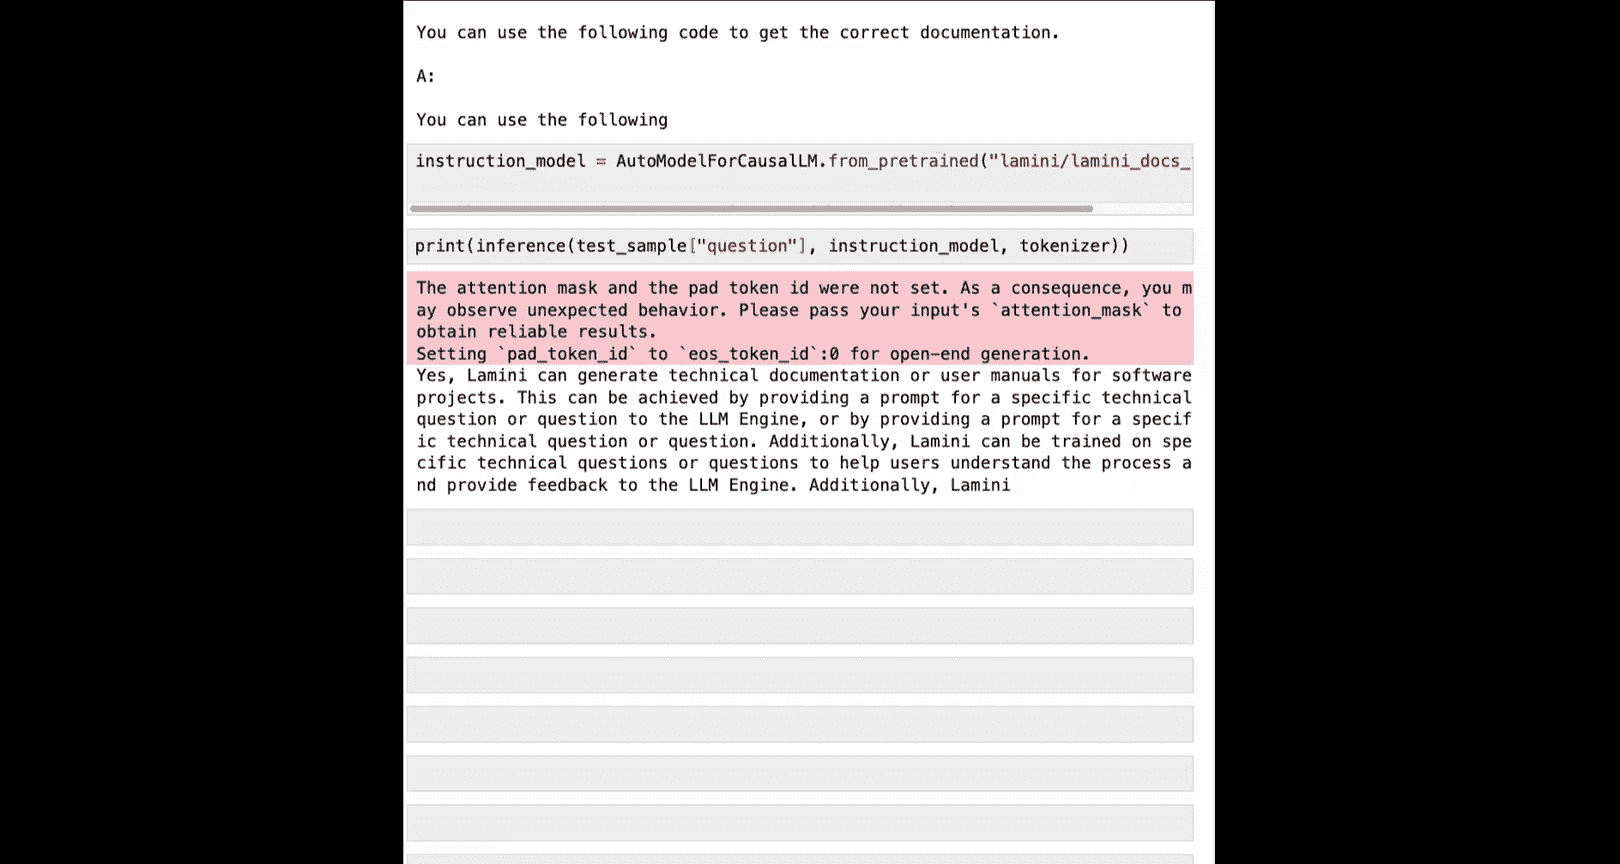 You can use the following code to get the correct documentation.
A:
You can use the following
instruction_model = AutoModelForCausalLM.from_pretrained("lamini/lamini_docs_
print(inference(test_sample["question"], instruction_model, tokenizer))
The attention mask and the pad token id were not set. As a consequence, you m
ay observe unexpected behavior. Please pass your input's `attention_mask` to
obtain reliable results.
Setting `pad_token_id` to `eos_token_id`:0 for open-end generation.
Yes, Lamini can generate technical documentation or user manuals for software
projects. This can be achieved by providing a prompt for a specific technical
question or question to the LLM Engine, or by providing a prompt for a specif
ic technical question or question. Additionally, Lamini can be trained on spe
cific technical questions or questions to help users understand the process a
nd provide feedback to the LLM Engine. Additionally, Lamini